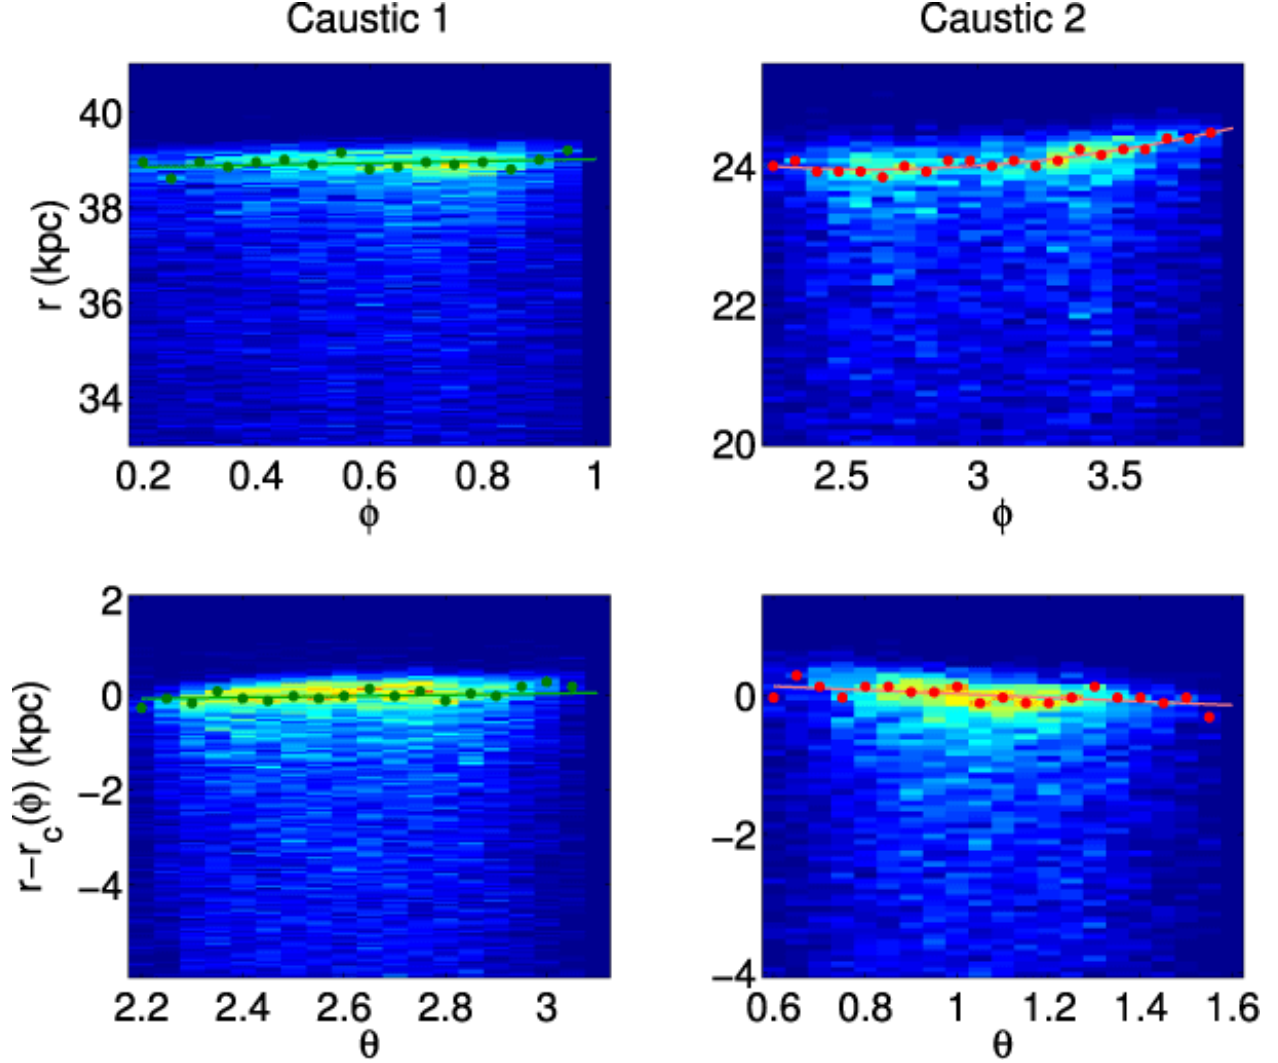 Caustic 1
Caustic 2
40
38
36
34
r (kpc)
0.2 0.4 0.6 0.8 1
ϕ
24
22
20
2.5 3 3.5
ϕ
2
0
−2
−4
r−r_c(ϕ) (kpc)
2.2 2.4 2.6 2.8 3
θ
0
−2
−4
0.6 0.8 1 1.2 1.4 1.6
θ